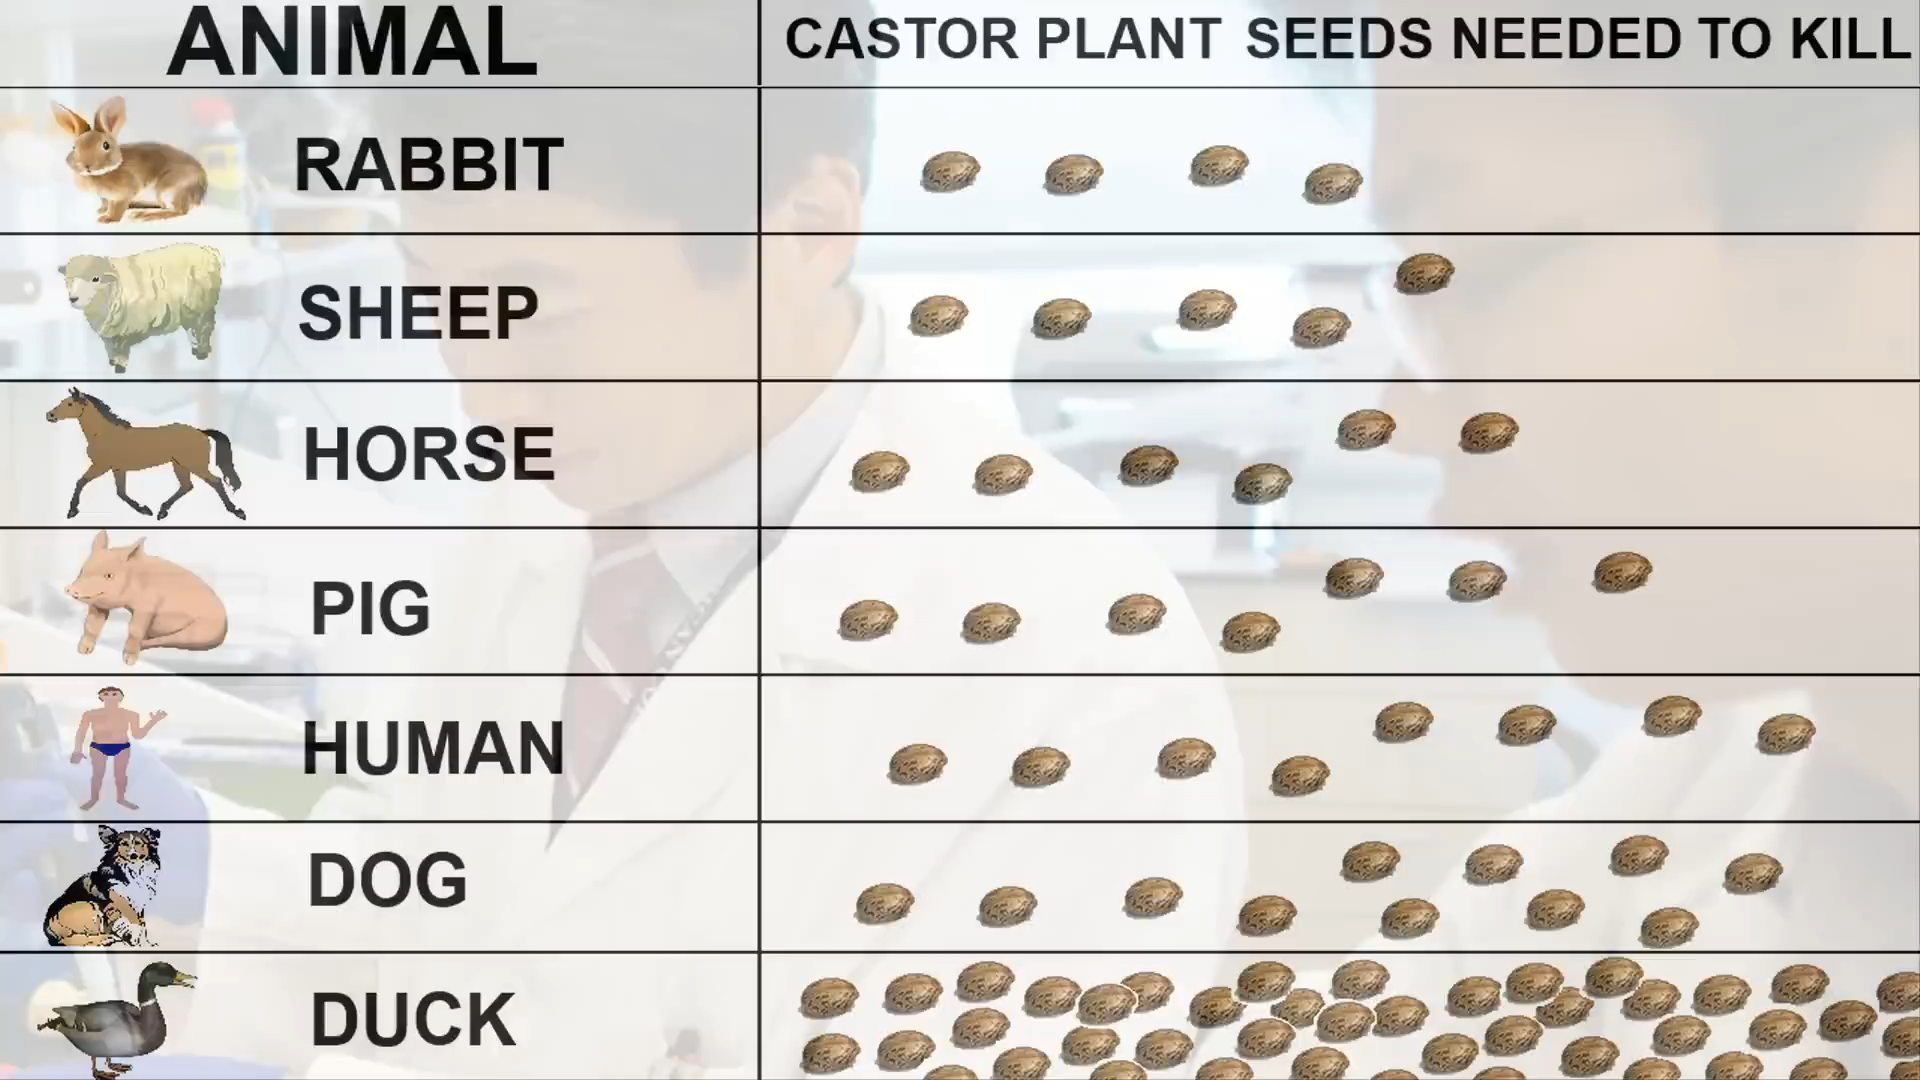 ANIMAL
CASTOR PLANT SEEDS NEEDED TO KILL
RABBIT
SHEEP
HORSE
PIG
HUMAN
DOG
DUCK